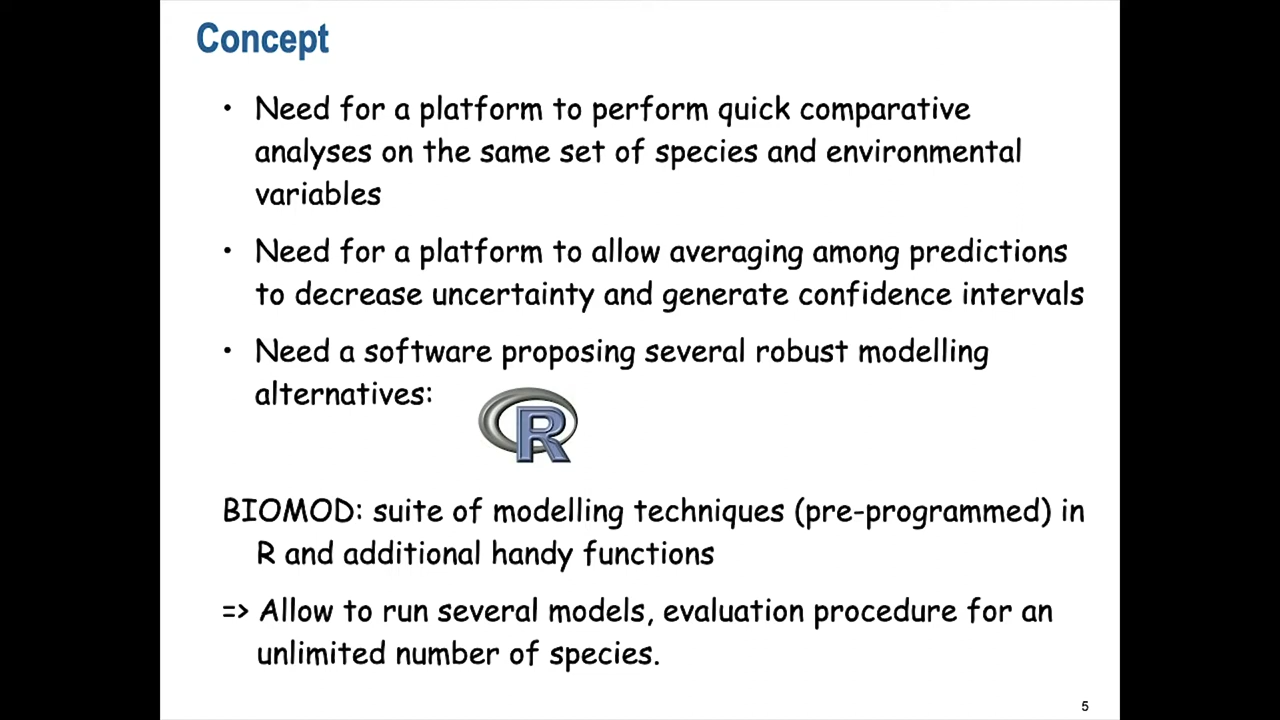 Concept
• Need for a platform to perform quick comparative
analyses on the same set of species and environmental
variables
• Need for a platform to allow averaging among predictions
to decrease uncertainty and generate confidence intervals
• Need a software proposing several robust modelling
alternatives:
R
BIOMOD: suite of modelling techniques (pre-programmed) in
R and additional handy functions
=> Allow to run several models, evaluation procedure for an
unlimited number of species.
5